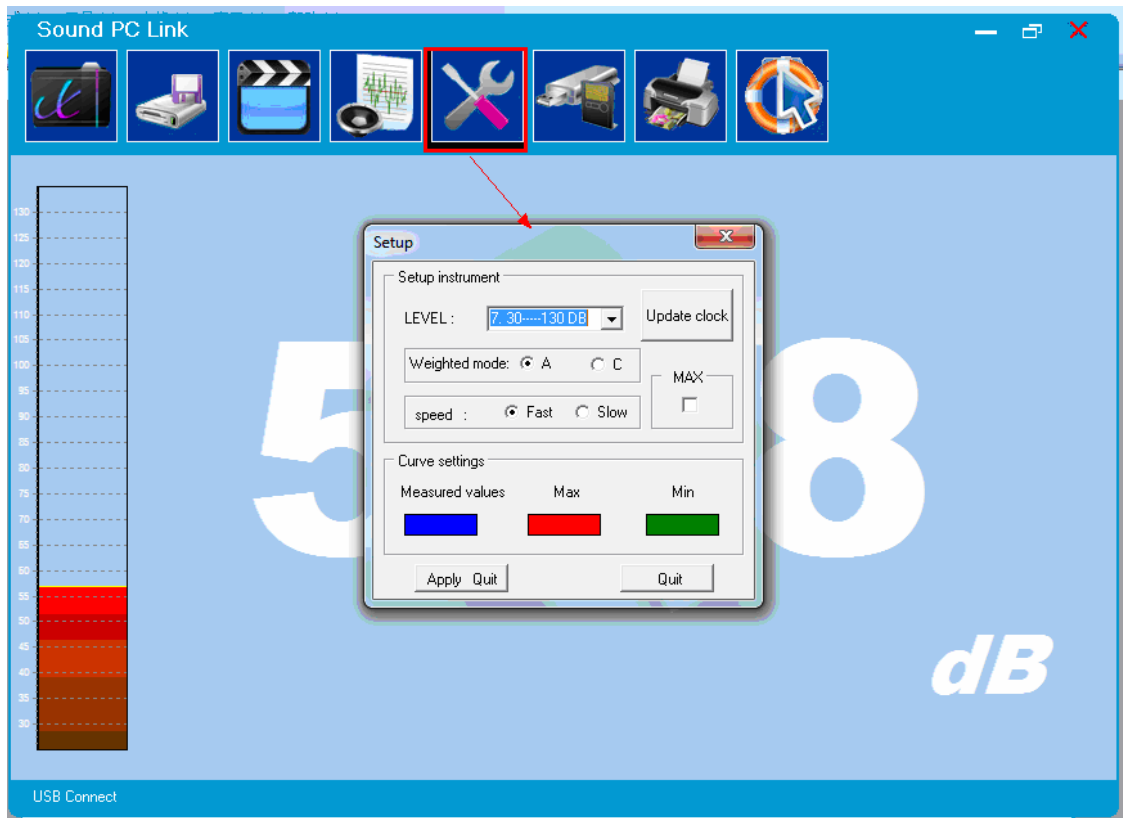 Sound PC Link
130
125
120
115
110
105
100
95
90
85
80
75
70
65
60
55
50
45
40
35
30
Setup
Setup instrument
LEVEL :
7. 30-----130 DB
Update clock
Weighted mode:
A
C
MAX
speed :
Fast
Slow
Curve settings
Measured values
Max
Min
Apply Quit
Quit
5
8
dB
USB Connect